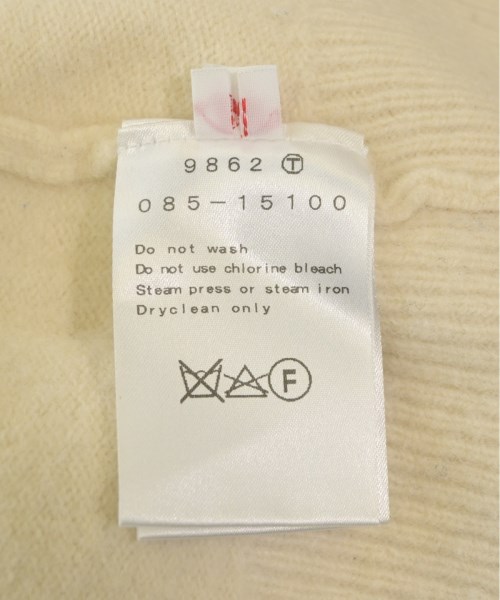 9862 Ⓣ
085-15100
Do not wash
Do not use chlorine bleach
Steam press or steam iron
Dryclean only
F